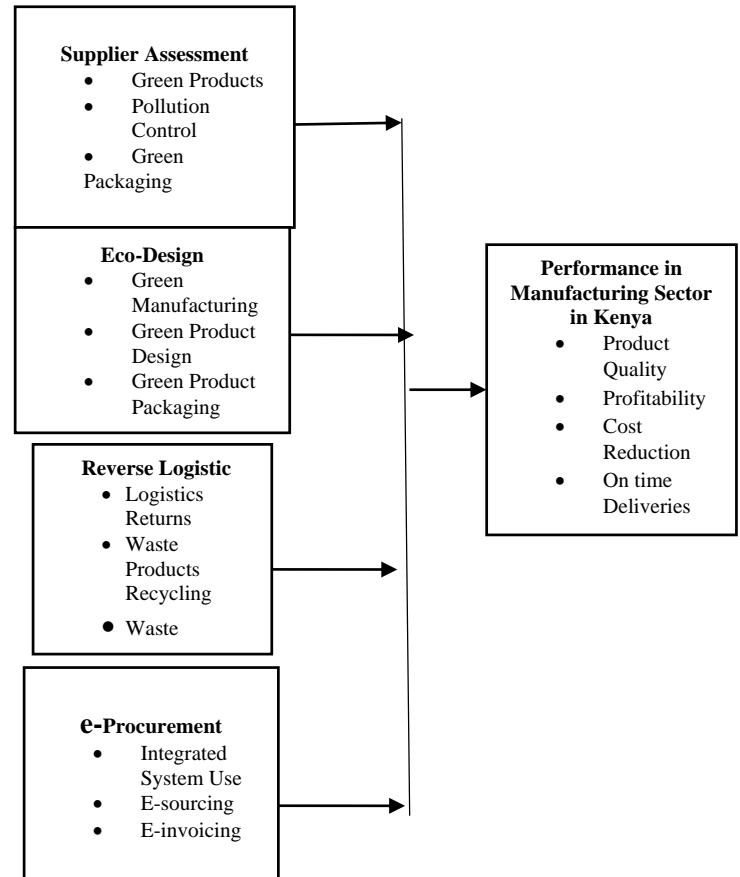 Supplier Assessment
• Green Products
• Pollution
Control
• Green
Packaging
Eco-Design
• Green
Manufacturing
• Green Product
Design
• Green Product
Packaging
Reverse Logistic
• Logistics
Returns
• Waste
Products
Recycling
• Waste
e-Procurement
• Integrated
System Use
• E-sourcing
• E-invoicing
Performance in
Manufacturing Sector
in Kenya
• Product
Quality
• Profitability
• Cost
Reduction
• On time
Deliveries